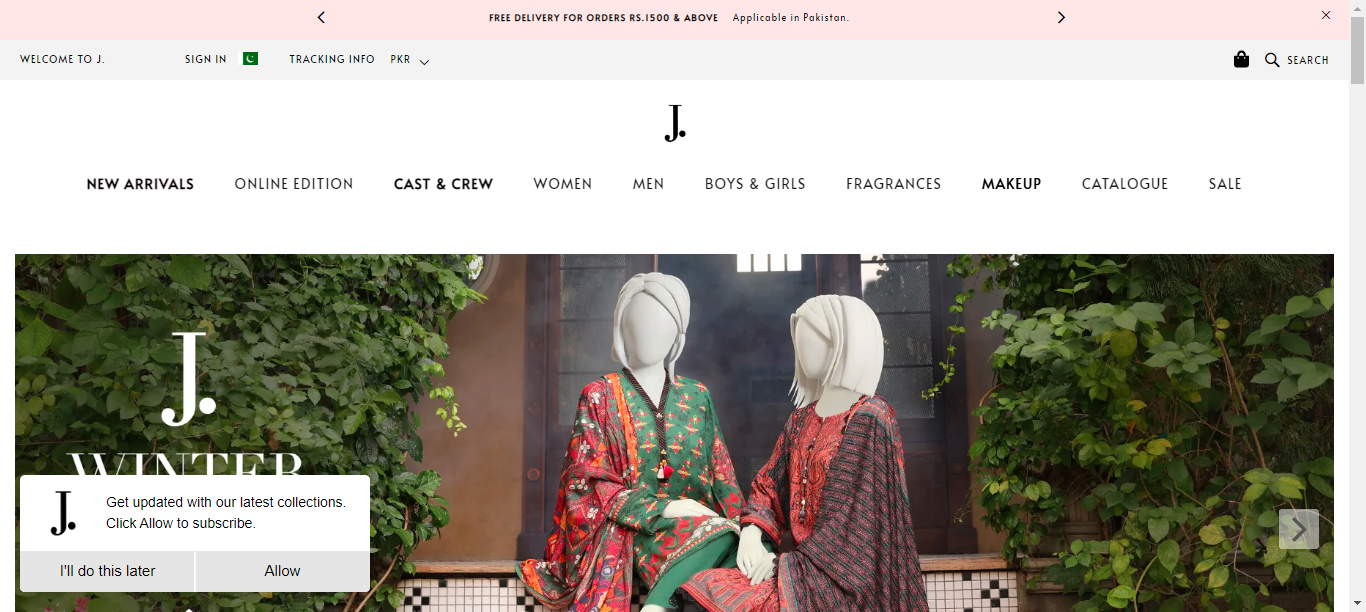 FREE DELIVERY FOR ORDERS RS.1500 & ABOVE Applicable in Pakistan.
WELCOME TO J. SIGN IN TRACKING INFO PKR SEARCH
J.
NEW ARRIVALS ONLINE EDITION CAST & CREW WOMEN MEN BOYS & GIRLS FRAGRANCES MAKEUP CATALOGUE SALE
J.
WINTER
J.
Get updated with our latest collections.
Click Allow to subscribe.
I'll do this later Allow